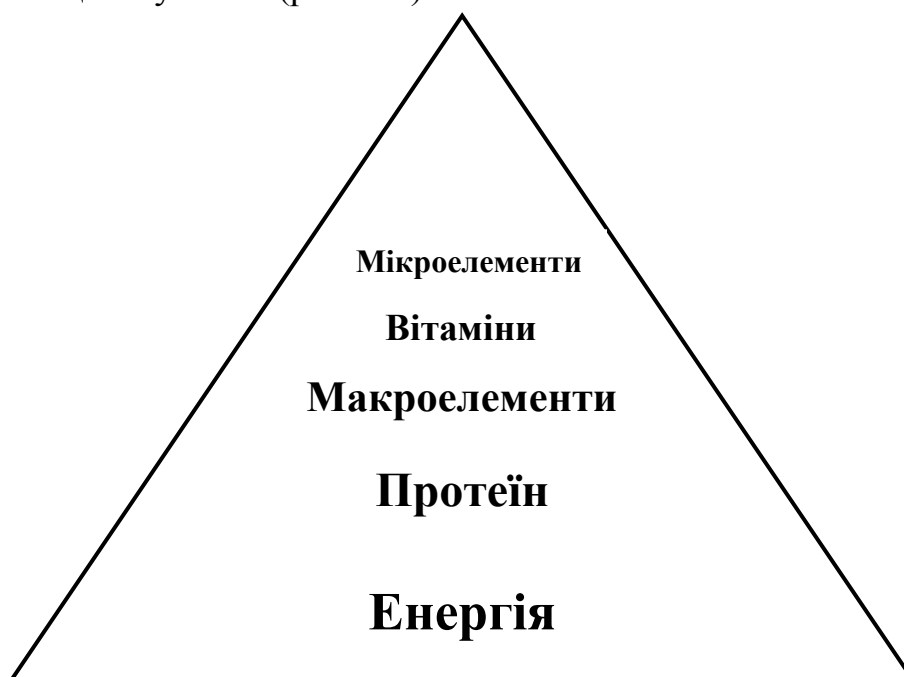 Мікроелементи
Вітаміни
Макроелементи
Протеїн
Енергія